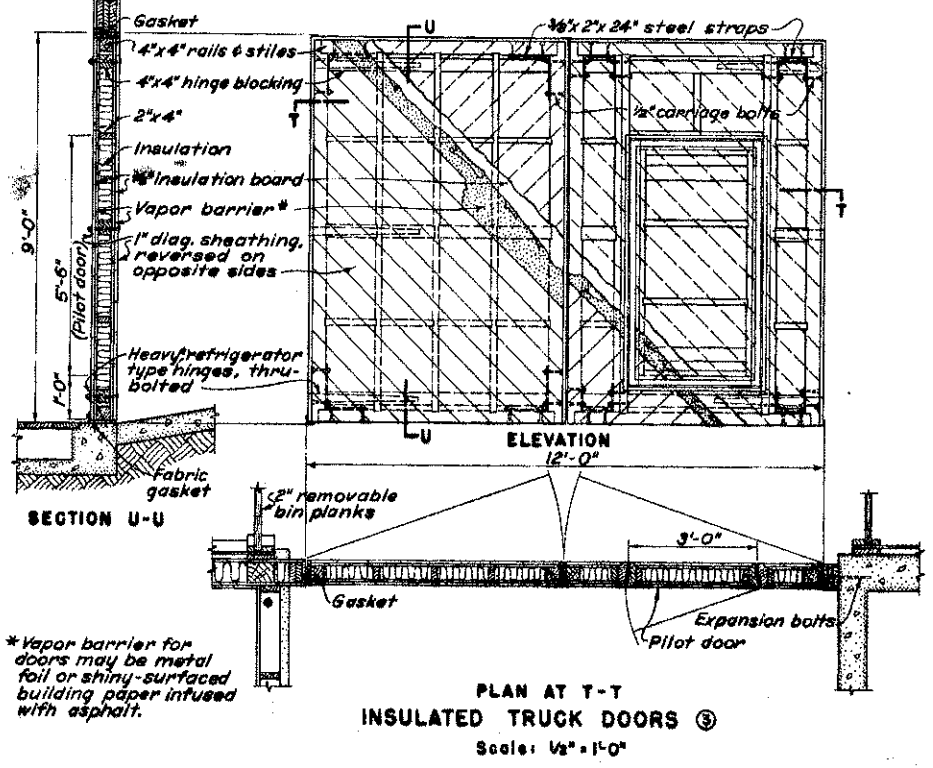 Gasket
4"x4" rails & stiles
4"x4" hinge blocking
2"x4"
Insulation
Insulation board
Vapor barrier*
1" diag. sheathing,
reversed on
opposite sides
Heavy refrigerator
type hinges, thru-
bolted
9'-0"
5'-6"
(Pilot door)
1'-0"
Fabric
gasket
SECTION U-U
U
3/8"x2"x24" steel straps
1/2" carriage bolts
T
T
U
ELEVATION
12'-0"
2" removable
bin planks
3'-0"
Gasket
Expansion bolts
Pilot door
* Vapor barrier for
doors may be metal
foil or shiny-surfaced
building paper infused
with asphalt.
PLAN AT T-T
INSULATED TRUCK DOORS ③
Scale: 1/2" = 1'-0"